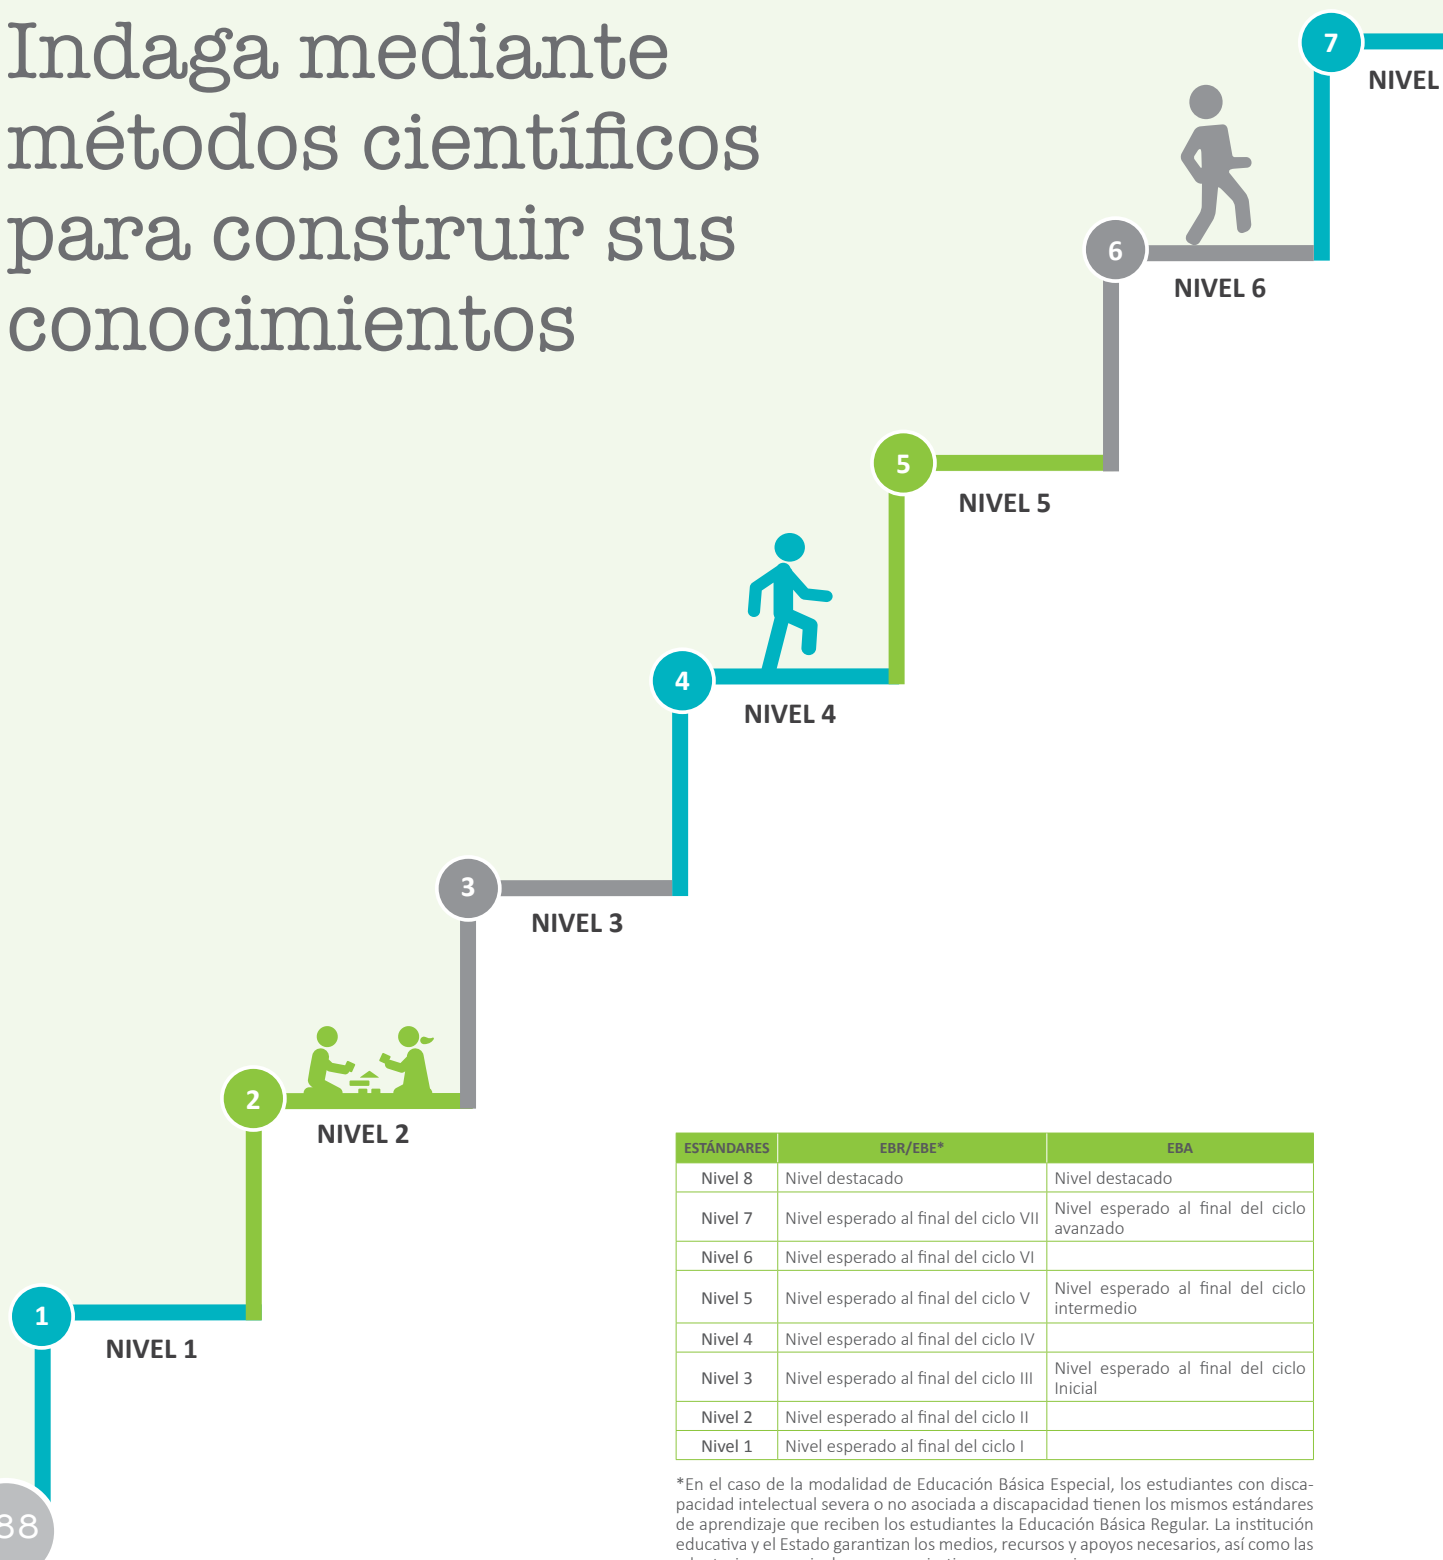 Indaga mediante
métodos científicos
para construir sus
conocimientos
7
NIVEL
6
NIVEL 6
5
NIVEL 5
4
NIVEL 4
3
NIVEL 3
2
NIVEL 2
1
NIVEL 1
ESTÁNDARES EBR/EBE* EBA
Nivel 8 Nivel destacado Nivel destacado
Nivel 7 Nivel esperado al final del ciclo VII Nivel esperado al final del ciclo
avanzado
Nivel 6 Nivel esperado al final del ciclo VI
Nivel 5 Nivel esperado al final del ciclo V Nivel esperado al final del ciclo
intermedio
Nivel 4 Nivel esperado al final del ciclo IV
Nivel 3 Nivel esperado al final del ciclo III Nivel esperado al final del ciclo
Inicial
Nivel 2 Nivel esperado al final del ciclo II
Nivel 1 Nivel esperado al final del ciclo I
*En el caso de la modalidad de Educación Básica Especial, los estudiantes con disca-
pacidad intelectual severa o no asociada a discapacidad tienen los mismos estándares
de aprendizaje que reciben los estudiantes la Educación Básica Regular. La institución
educativa y el Estado garantizan los medios, recursos y apoyos necesarios, así como las
88